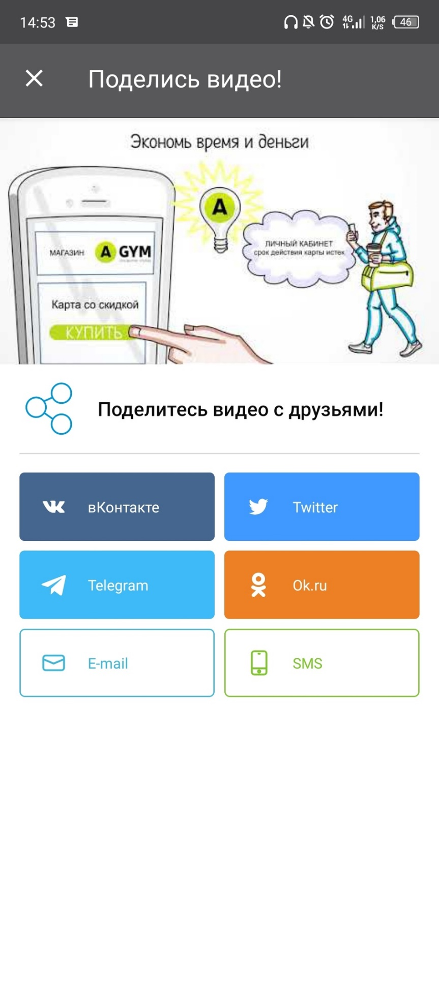 14:53
4G
1,06
K/S
46
Поделись видео!
Экономь время и деньги
A
МАГАЗИН A GYM
ЛИЧНЫЙ КАБИНЕТ
срок действия карты истек
Карта со скидкой
КУПИТЬ
Поделитесь видео с друзьями!
вКонтакте
Twitter
Telegram
Ok.ru
E-mail
SMS